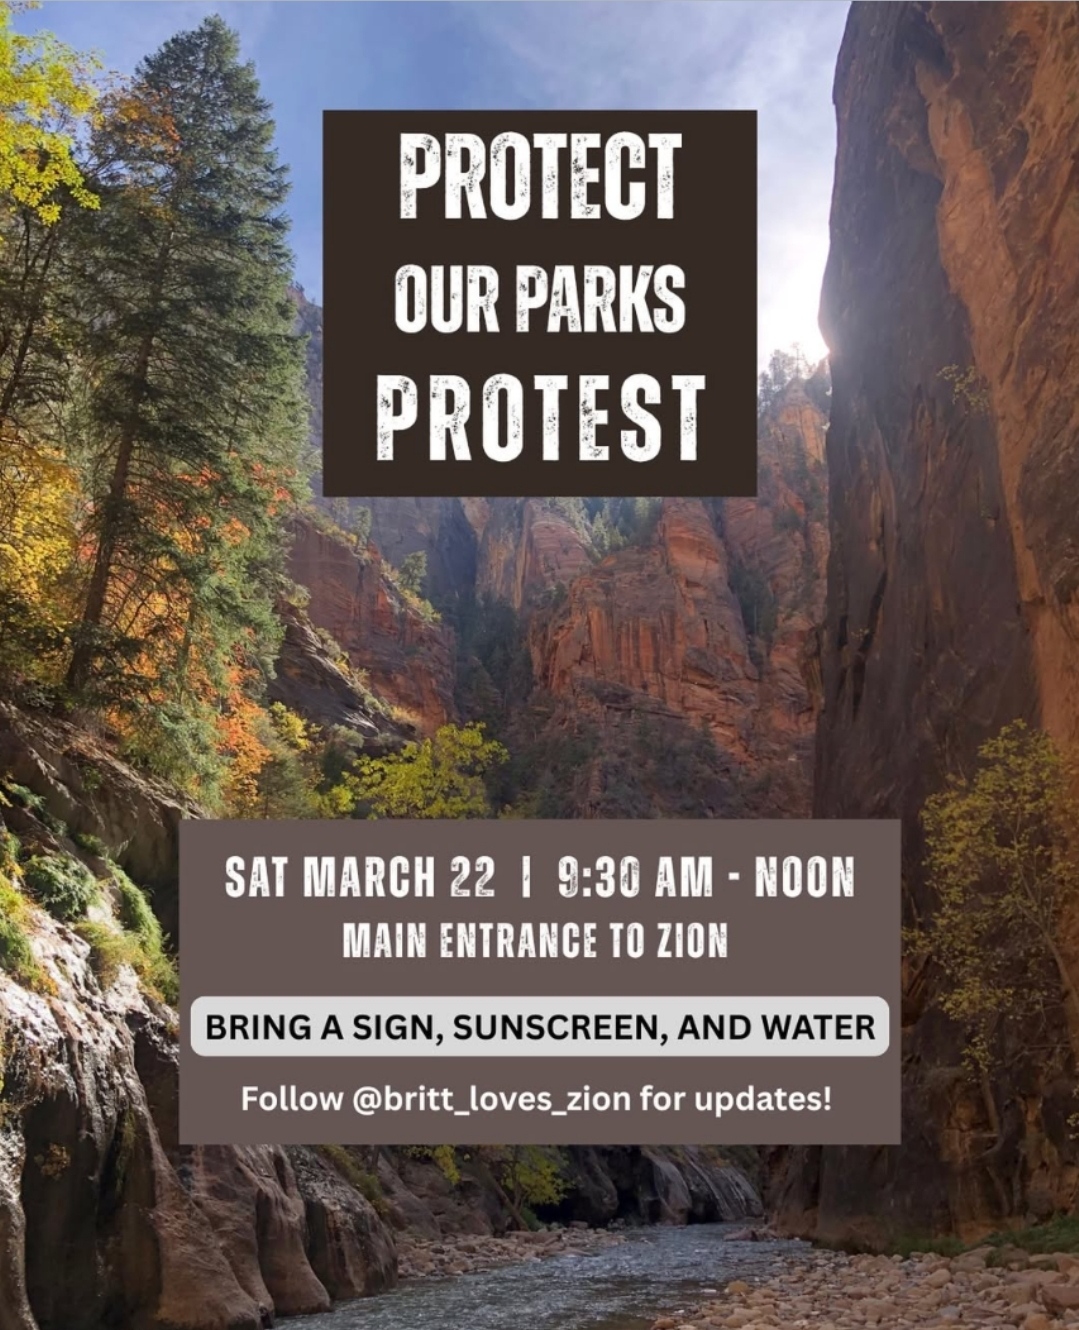 PROTECT
OUR PARKS
PROTEST
SAT MARCH 22 | 9:30 AM - NOON
MAIN ENTRANCE TO ZION
BRING A SIGN, SUNSCREEN, AND WATER
Follow @britt_loves_zion for updates!